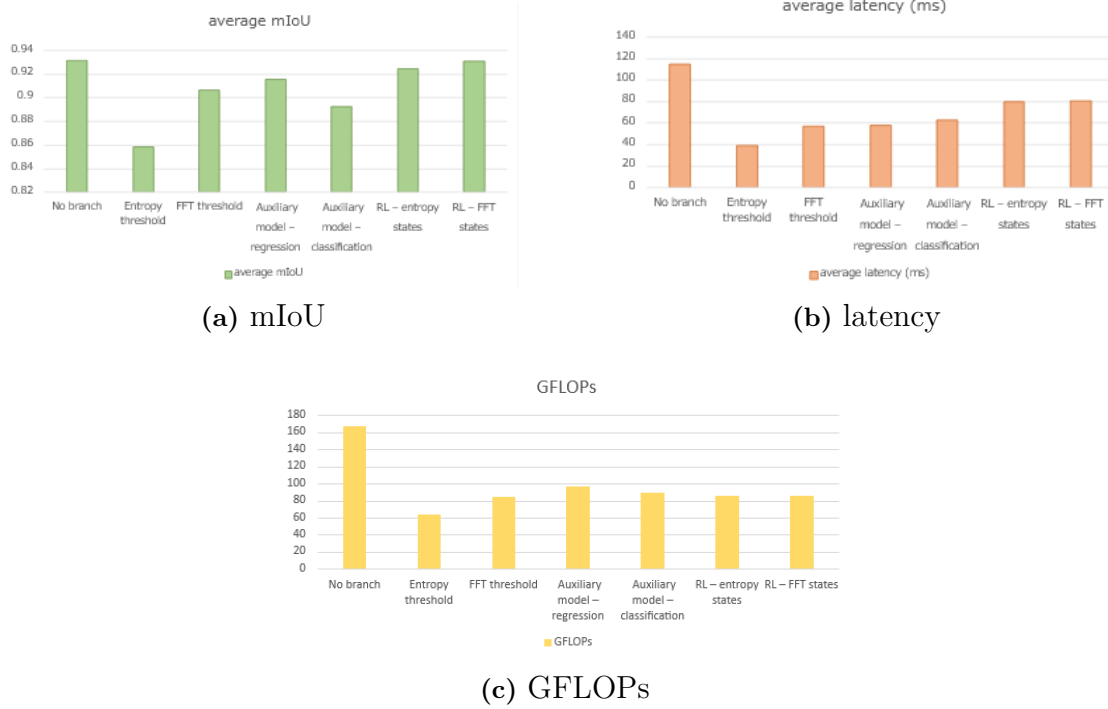 average mIoU
0.94
0.92
0.9
0.88
0.86
0.84
0.82
No branch
Entropy
threshold
FFT threshold
Auxiliary
model –
regression
Auxiliary
model –
classification
RL – entropy
states
RL – FFT
states
average mIoU
(a) mIoU
average latency (ms)
140
120
100
80
60
40
20
0
No branch
Entropy
threshold
FFT
threshold
Auxiliary
model –
regression
Auxiliary
model –
classification
RL – entropy
states
RL – FFT
states
average latency (ms)
(b) latency
GFLOPs
180
160
140
120
100
80
60
40
20
0
No branch
Entropy
threshold
FFT threshold
Auxiliary
model –
regression
Auxiliary
model –
classification
RL – entropy
states
RL – FFT states
GFLOPs
(c) GFLOPs